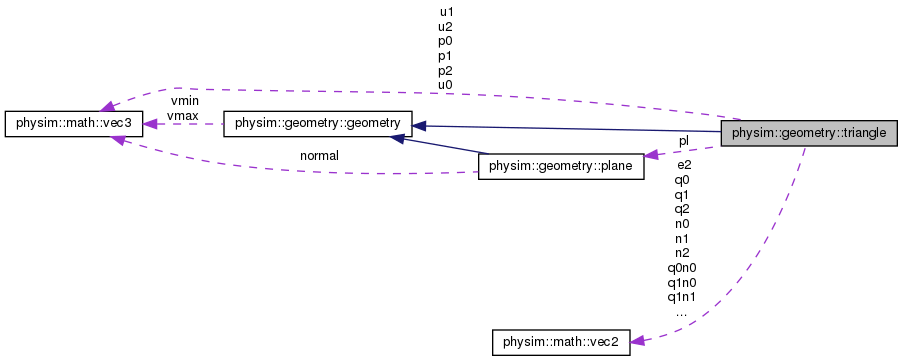 u1
u2
p0
p1
p2
u0
vmin
vmax
physim::math::vec3
physim::geometry::geometry
physim::geometry::triangle
pl
normal
physim::geometry::plane
e2
q0
q1
q2
n0
n1
n2
q0n0
q1n0
q1n1
...
physim::math::vec2